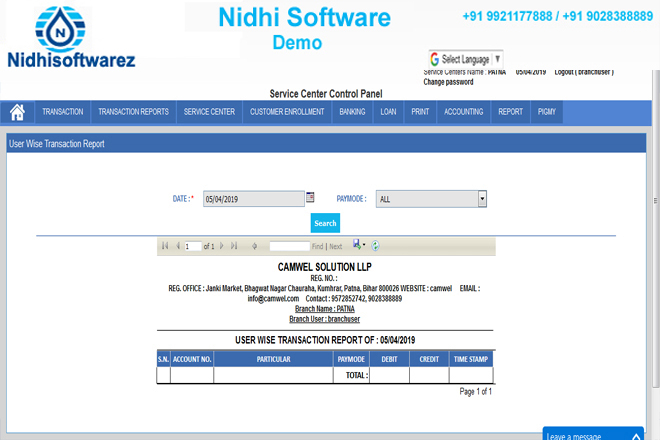 Nidhi Software
+91 9921177888 / +91 9028388889
Demo
N
Nidhisoftwarez
G Select Language ▼
Service Centers Name : PATNA 05/04/2019 Logout ( branchuser )
Change password
Service Center Control Panel
TRANSACTION TRANSACTION REPORTS SERVICE CENTER CUSTOMER ENROLLMENT BANKING LOAN PRINT ACCOUNTING REPORT PIGMY
User Wise Transaction Report
DATE : * 05/04/2019 PAYMODE : ALL
Search
1 of 1 Find | Next
CAMWEL SOLUTION LLP
REG. NO. :
REG. OFFICE : Janki Market, Bhagwat Nagar Chauraha, Kumhrar, Patna, Bihar 800026 WEBSITE : camwel EMAIL :
info@camwel.com Contact : 9572852742, 9028388889
Branch Name : PATNA
Branch User : branchuser
USER WISE TRANSACTION REPORT OF : 05/04/2019
S.N. ACCOUNT NO. PARTICULAR PAYMODE DEBIT CREDIT TIME STAMP
TOTAL :
Page 1 of 1
Leave a message